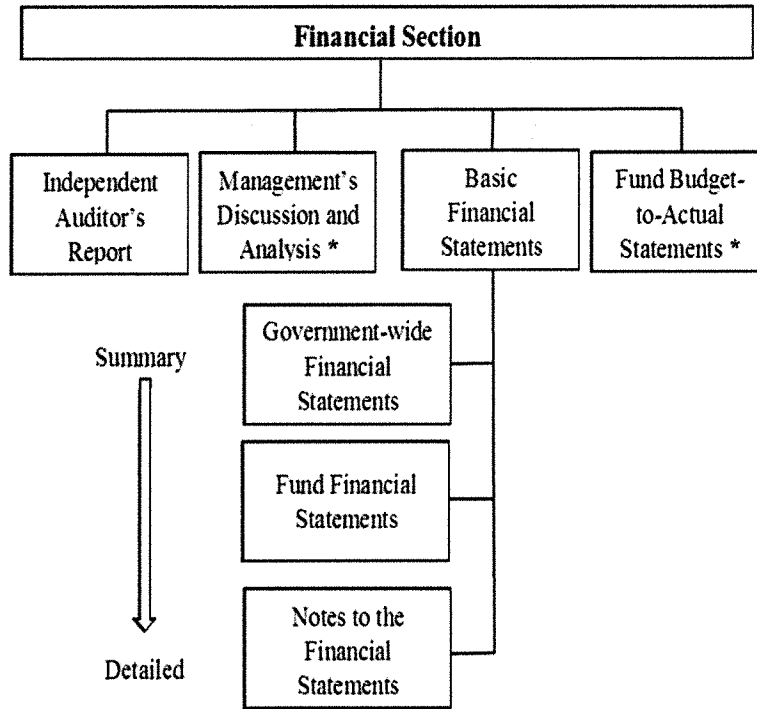 Financial Section
Independent
Auditor's
Report
Management's
Discussion and
Analysis *
Basic
Financial
Statements
Fund Budget-
to-Actual
Statements *
Summary
Government-wide
Financial
Statements
Fund Financial
Statements
Notes to the
Financial
Statements
Detailed